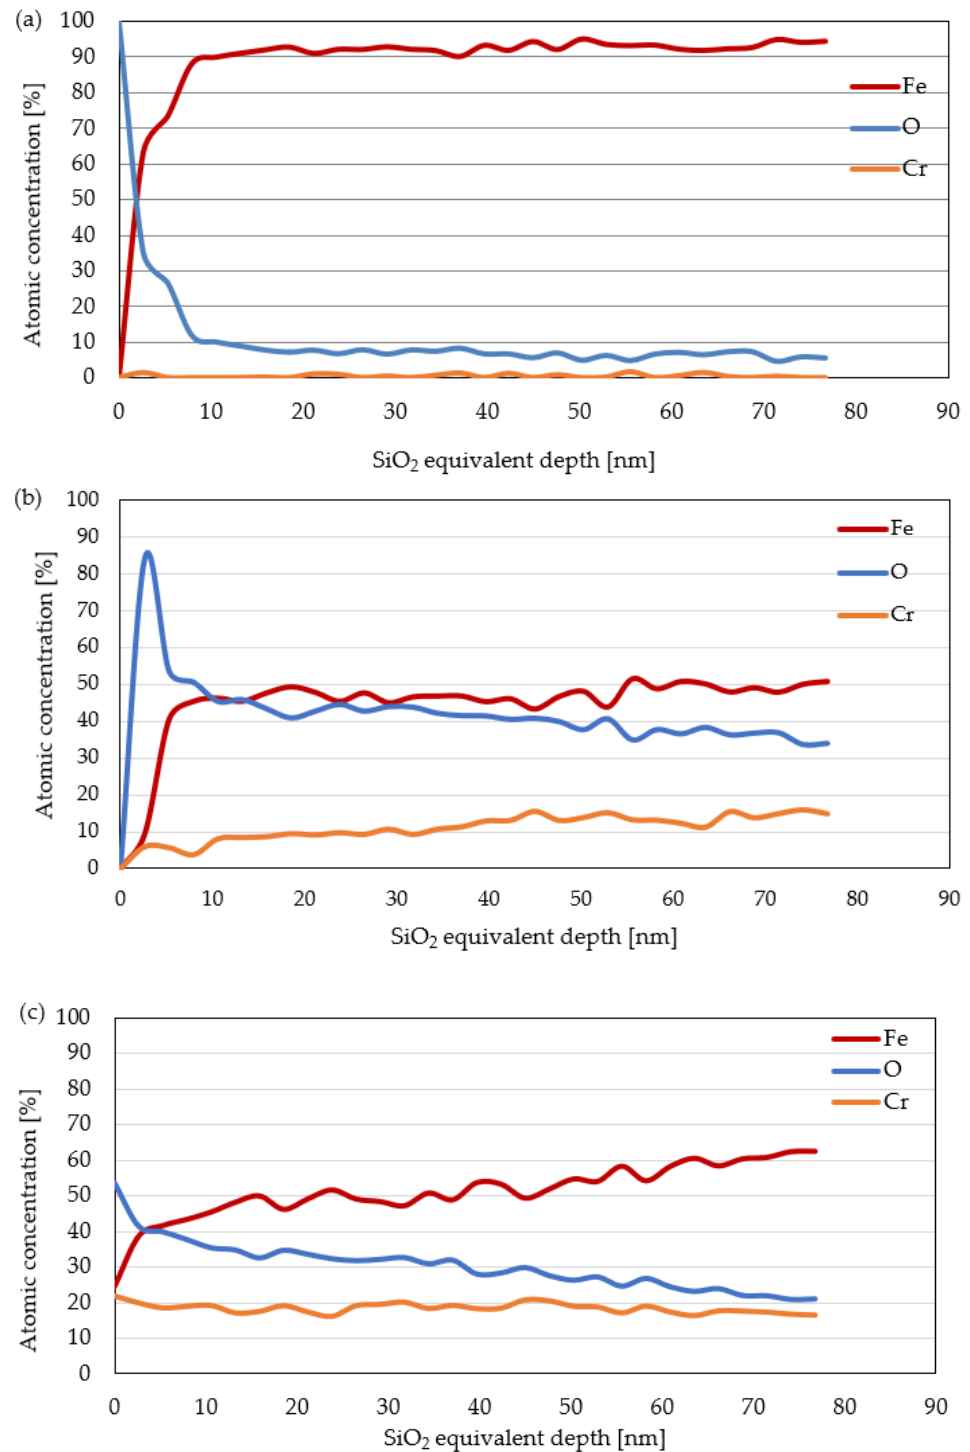 (a)
Atomic concentration [%]
100
90
80
70
60
50
40
30
20
10
0
Fe
O
Cr
0 10 20 30 40 50 60 70 80 90
SiO₂ equivalent depth [nm]
(b)
Atomic concentration [%]
100
90
80
70
60
50
40
30
20
10
0
Fe
O
Cr
0 10 20 30 40 50 60 70 80 90
SiO₂ equivalent depth [nm]
(c)
Atomic concentration [%]
100
90
80
70
60
50
40
30
20
10
0
Fe
O
Cr
0 10 20 30 40 50 60 70 80 90
SiO₂ equivalent depth [nm]